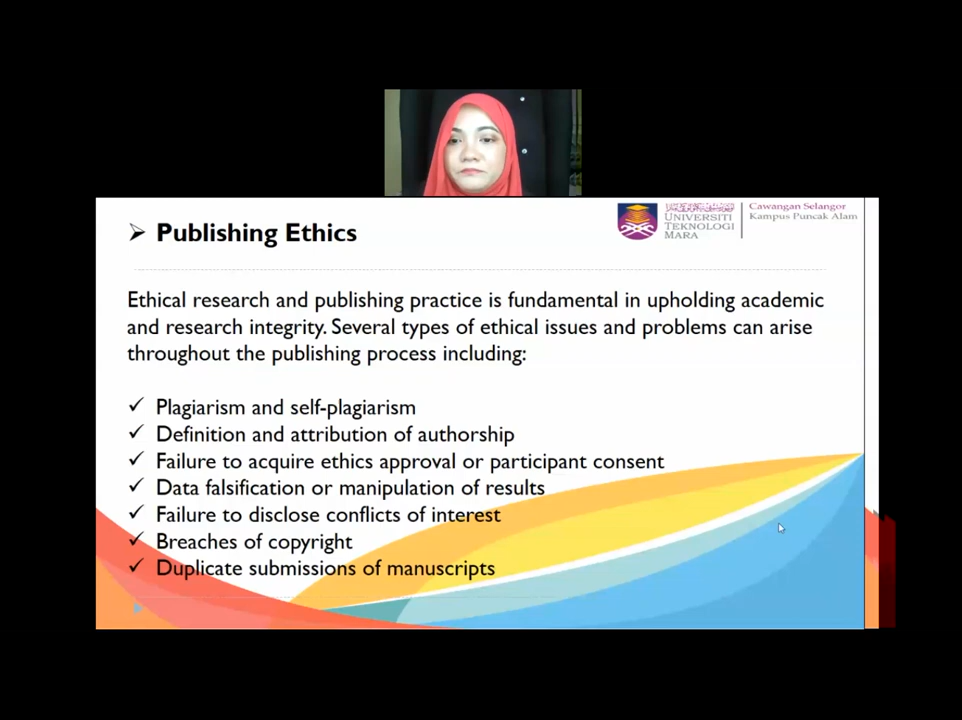 ➢ Publishing Ethics
UNIVERSITI
TEKNOLOGI
MARA
Cawangan Selangor
Kampus Puncak Alam
Ethical research and publishing practice is fundamental in upholding academic
and research integrity. Several types of ethical issues and problems can arise
throughout the publishing process including:
✓ Plagiarism and self-plagiarism
✓ Definition and attribution of authorship
✓ Failure to acquire ethics approval or participant consent
✓ Data falsification or manipulation of results
✓ Failure to disclose conflicts of interest
✓ Breaches of copyright
✓ Duplicate submissions of manuscripts